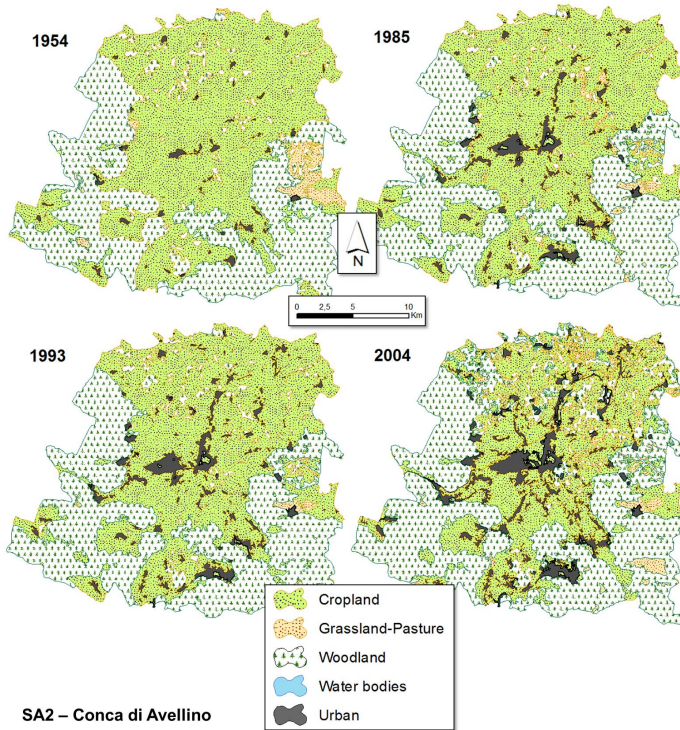 1954
1985
N
0 2,5 5 10
Km
1993
2004
Cropland
Grassland-Pasture
Woodland
Water bodies
Urban
SA2 – Conca di Avellino